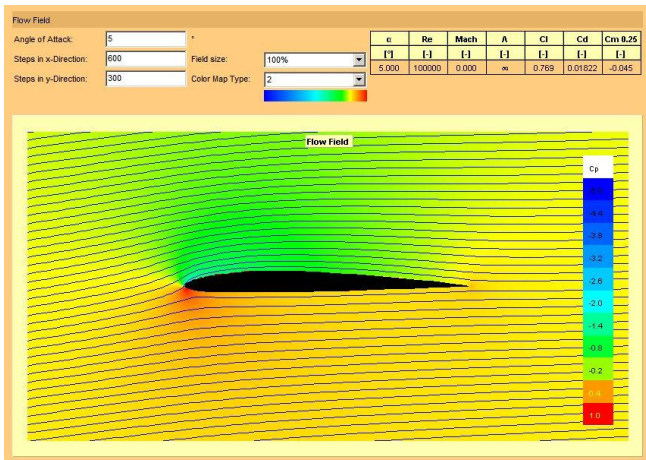 Flow Field
Angle of Attack: 5 °
Steps in x-Direction: 600 Field size: 100%
Steps in y-Direction: 300 Color Map Type: 2
α Re Mach Λ Cl Cd Cm 0.25
[°] [-] [-] [-] [-] [-] [-]
5.000 100000 0.000 ∞ 0.769 0.01822 -0.045
Flow Field
Cp
-4.4
-3.8
-3.2
-2.6
-2.0
-1.4
-0.8
-0.2
0.4
1.0